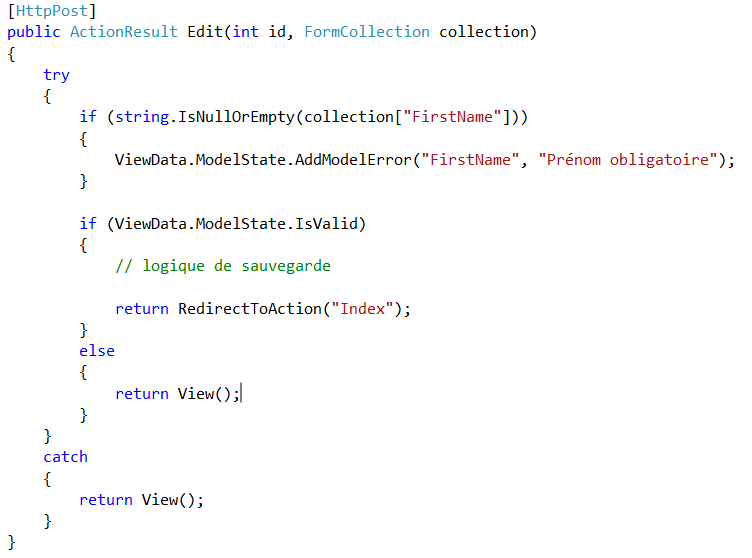 [HttpPost]
public ActionResult Edit(int id, FormCollection collection)
{
    try
    {
        if (string.IsNullOrEmpty(collection["FirstName"]))
        {
            ViewData.ModelState.AddModelError("FirstName", "Prénom obligatoire");
        }

        if (ViewData.ModelState.IsValid)
        {
            // logique de sauvegarde

            return RedirectToAction("Index");
        }
        else
        {
            return View();
        }
    }
    catch
    {
        return View();
    }
}